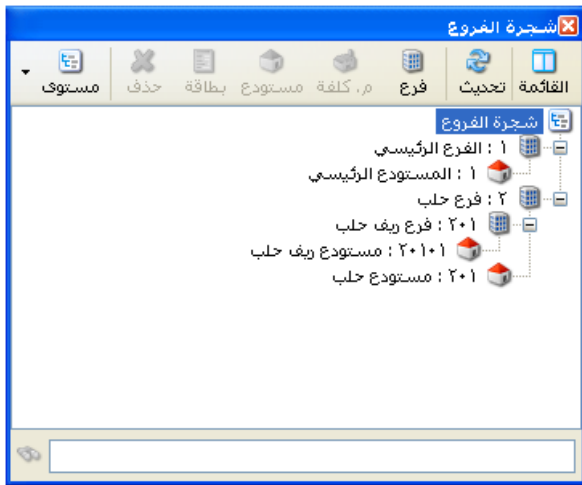 شجرة الفروع
القائمة تحديث فرع م. كلفة مستودع بطاقة حذف مستوى
شجرة الفروع
١ : الفرع الرئيسي
١ : المستودع الرئيسي
٢ : فرع حلب
٢٠١ : فرع ريف حلب
٢٠١٠١ : مستودع ريف حلب
٢٠١ : مستودع حلب